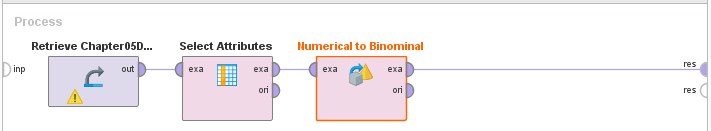 Process
Retrieve Chapter05D... Select Attributes Numerical to Binominal
res
inp out exa exa exa exa
ori ori res